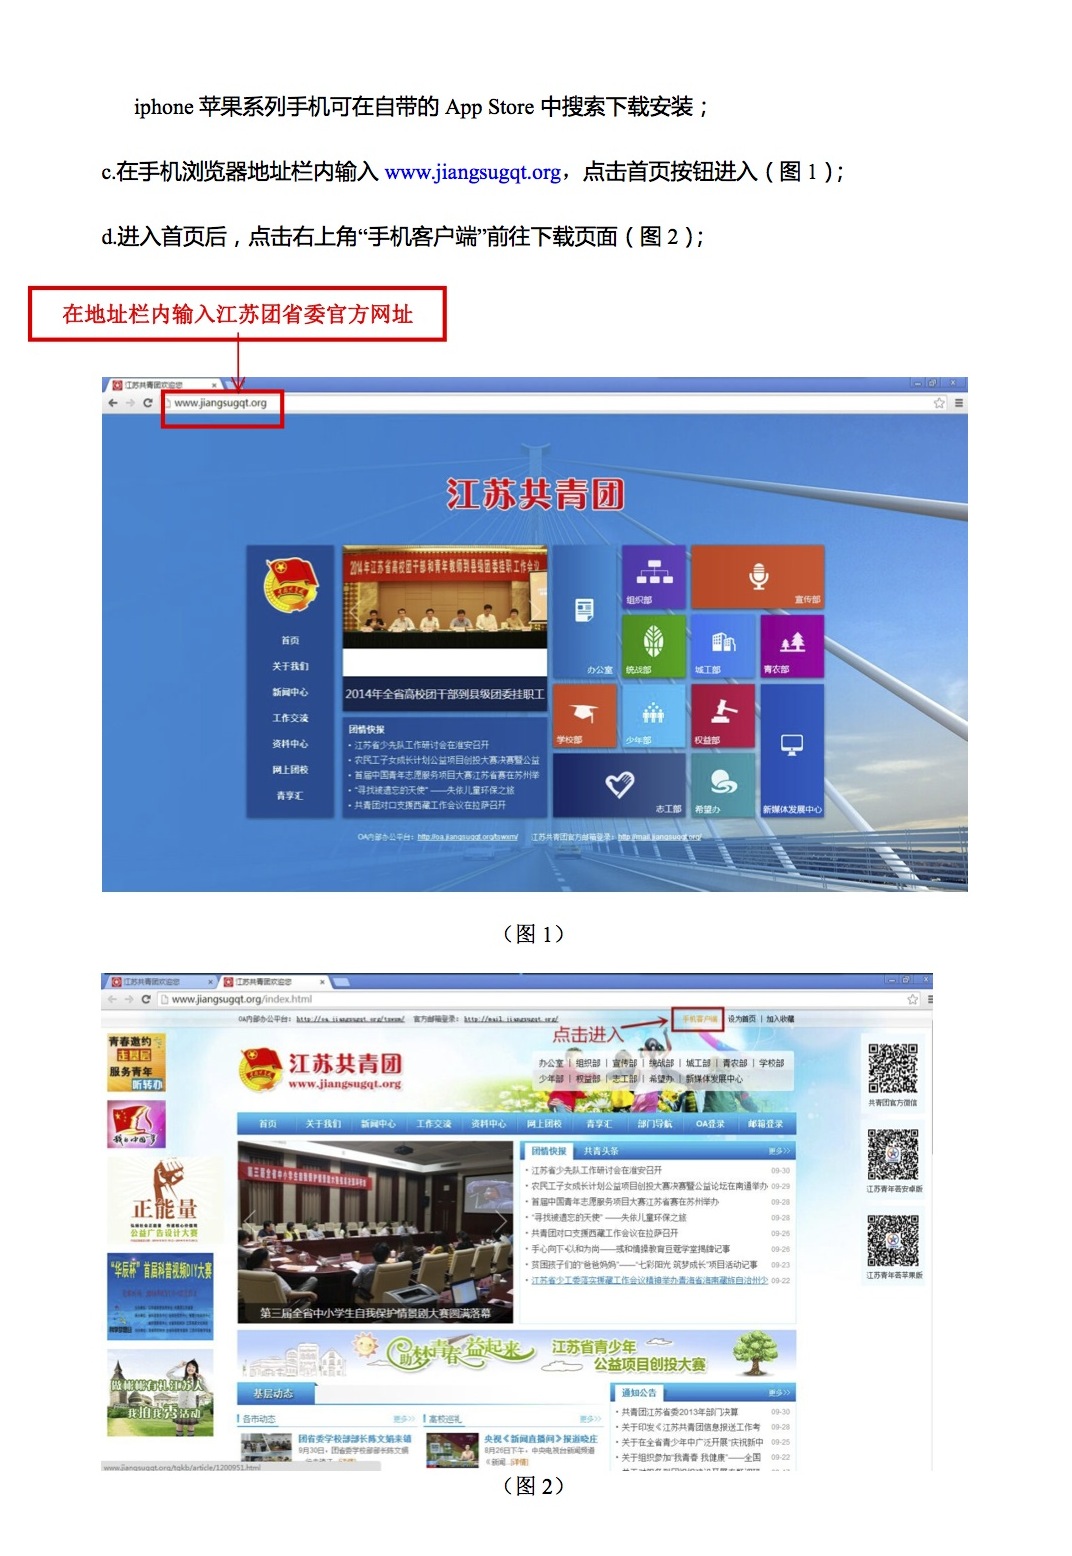 iphone 苹果系列手机可在自带的 App Store 中搜索下载安装；
c.在手机浏览器地址栏内输入 www.jiangsugqt.org，点击首页按钮进入（图 1）；
d.进入首页后，点击右上角“手机客户端”前往下载页面（图 2）；
在地址栏内输入江苏团省委官方网址
江苏共青团欢迎您
www.jiangsugqt.org
江苏共青团
2014年江苏省高校团干部和青年教师到县级团委挂职工作会议
组织部
宣传部
办公室
统战部
城工部
青农部
首页
关于我们
新闻中心
工作交流
资料中心
网上团校
青享汇
2014年全省高校团干部到县级团委挂职工
团情快报
• 江苏省少先队工作研讨会在淮安召开
• 农民工子女成长计划公益项目创投大赛决赛暨公益
• 首届中国青年志愿服务项目大赛江苏省赛在苏州举
• “寻找被遗忘的天使” ——失依儿童环保之旅
• 共青团对口支援西藏工作会议在拉萨召开
学校部
少年部
权益部
志工部
希望办
新媒体发展中心
OA内部办公平台：http://oa.jiangsugqt.org/tswxm/ 江苏共青团官方邮箱登录：http://mail.jiangsugqt.org/
（图 1）
江苏共青团欢迎您 江苏共青团欢迎您
www.jiangsugqt.org/index.html
OA内部办公平台：http://oa.jiangsugqt.org/tswxm/ 官方邮箱登录：http://mail.jiangsugqt.org/
点击进入
手机客户端 设为首页 | 加入收藏
青春邀约
走基层
服务青年
听转办
我的中国梦
正能量
公益广告设计大赛
“华辰杯”首届科普视频DIY大赛
江苏共青团
www.jiangsugqt.org
办公室 | 组织部 | 宣传部 | 统战部 | 城工部 | 青农部 | 学校部
少年部 | 权益部 | 志工部 | 希望办 | 新媒体发展中心
首页 关于我们 新闻中心 工作交流 资料中心 网上团校 青享汇 部门导航 OA登录 邮箱登录
第三届全省中小学生自我保护情景剧大赛圆满落幕
团情快报 共青头条 更多>>
• 江苏省少先队工作研讨会在淮安召开 09-30
• 农民工子女成长计划公益项目创投大赛决赛暨公益论坛在南通举办 09-29
• 首届中国青年志愿服务项目大赛江苏省赛在苏州举办 09-28
• “寻找被遗忘的天使” ——失依儿童环保之旅 09-28
• 共青团对口支援西藏工作会议在拉萨召开 09-26
• 手心向下•以和为尚——戒和情操教育豆蔻学堂揭牌记事 09-26
• 贫困孩子们的“爸爸妈妈”——“七彩阳光 筑梦成长”项目活动记事 09-23
• 江苏省少工委落实援藏工作会议精神举办青海省海南藏族自治州少 09-22
共青团官方微信
江苏青年荟安卓版
江苏青年荟苹果版
助梦青春益起来
江苏省青少年
公益项目创投大赛
基层动态
各市动态 更多>>
高校巡礼 更多>>
团省委学校部部长陈文娟来镇
9月30日，团省委学校部部长陈文娟
[详情]
央视《新闻直播间》报道晓庄
8月26日下午，中央电视台新闻频道
《新闻...[详情]
通知公告 更多>>
• 共青团江苏省委2013年部门决算 09-30
• 关于印发《江苏共青团信息报送工作考 09-28
• 关于在全省青少年中广泛开展“庆祝新中 09-25
• 关于组织参加“我青春 我健康”——全国 09-22
我拍我秀活动
www.jiangsugqt.org/tgkb/article/1200951.html
（图 2）